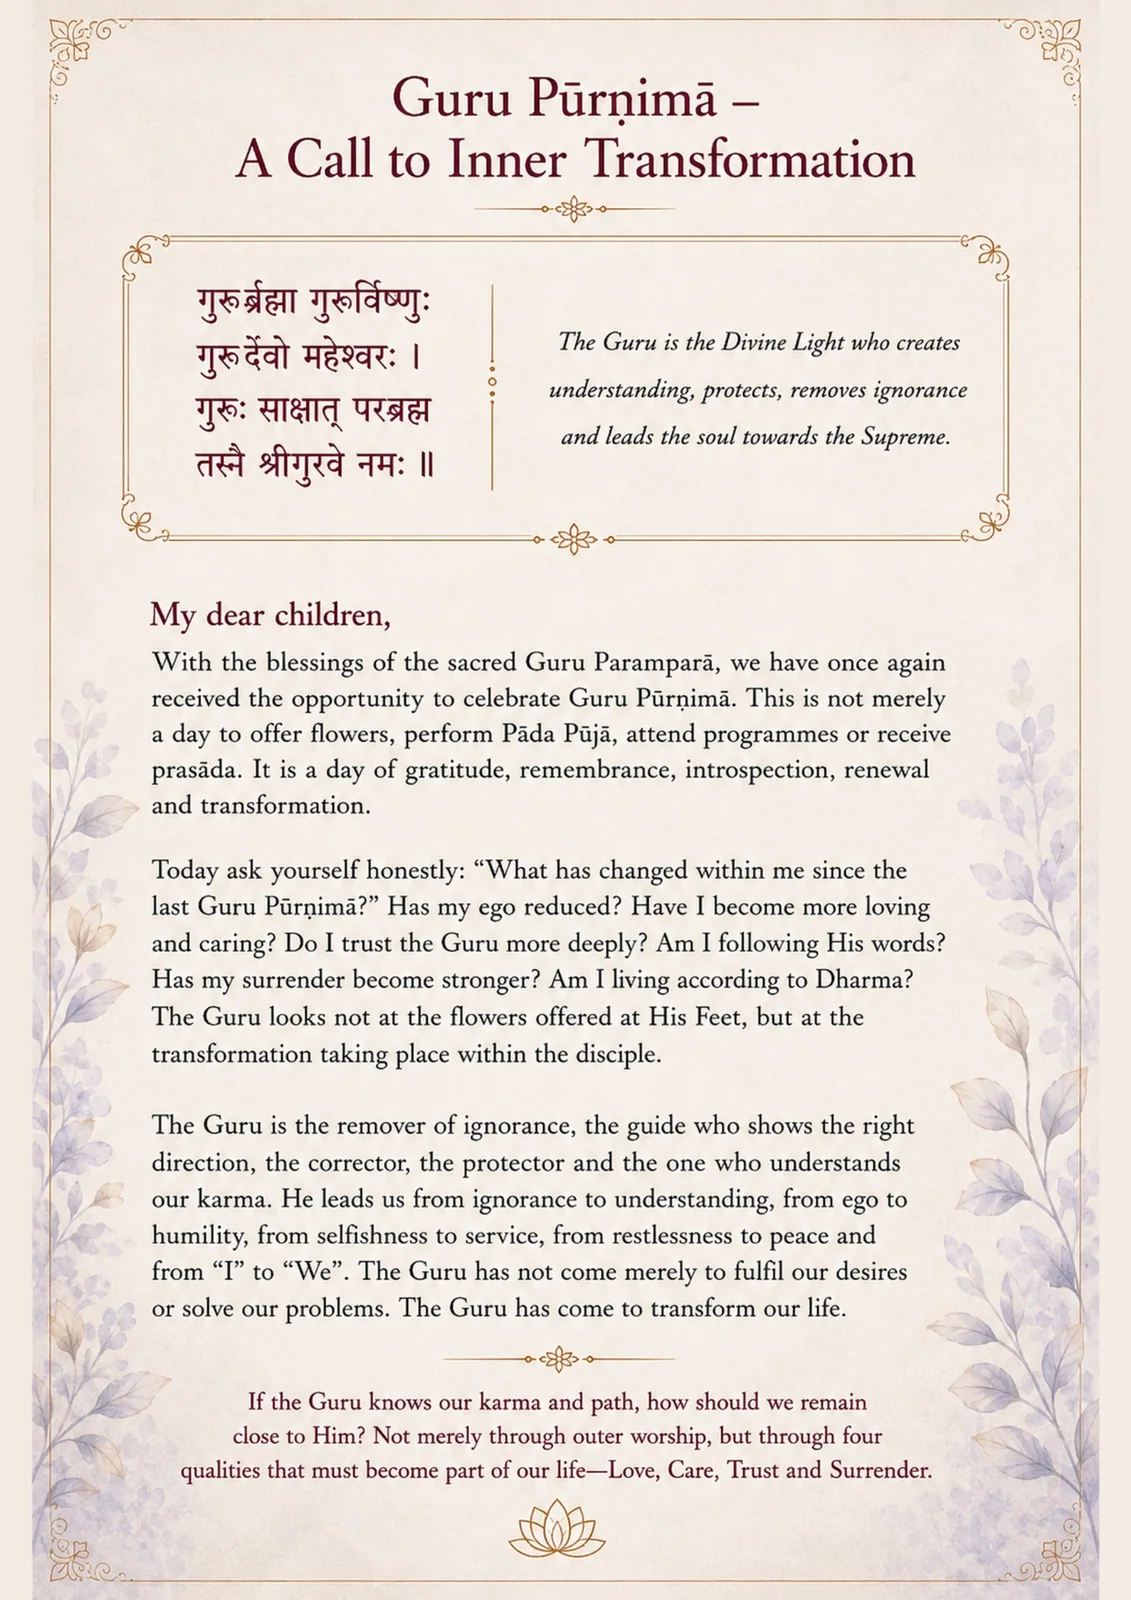 Guru Pūrṇimā –
A Call to Inner Transformation
गुरूर्ब्रह्मा गुरूर्विष्णुः
गुरूर्देवो महेश्वरः ।
गुरूः साक्षात् परब्रह्म
तस्मै श्रीगुरवे नमः ॥
The Guru is the Divine Light who creates
understanding, protects, removes ignorance
and leads the soul towards the Supreme.
My dear children,
With the blessings of the sacred Guru Paramparā, we have once again
received the opportunity to celebrate Guru Pūrṇimā. This is not merely
a day to offer flowers, perform Pāda Pūjā, attend programmes or receive
prasāda. It is a day of gratitude, remembrance, introspection, renewal
and transformation.
Today ask yourself honestly: “What has changed within me since the
last Guru Pūrṇimā?” Has my ego reduced? Have I become more loving
and caring? Do I trust the Guru more deeply? Am I following His words?
Has my surrender become stronger? Am I living according to Dharma?
The Guru looks not at the flowers offered at His Feet, but at the
transformation taking place within the disciple.
The Guru is the remover of ignorance, the guide who shows the right
direction, the corrector, the protector and the one who understands
our karma. He leads us from ignorance to understanding, from ego to
humility, from selfishness to service, from restlessness to peace and
from “I” to “We”. The Guru has not come merely to fulfil our desires
or solve our problems. The Guru has come to transform our life.
If the Guru knows our karma and path, how should we remain
close to Him? Not merely through outer worship, but through four
qualities that must become part of our life—Love, Care, Trust and Surrender.